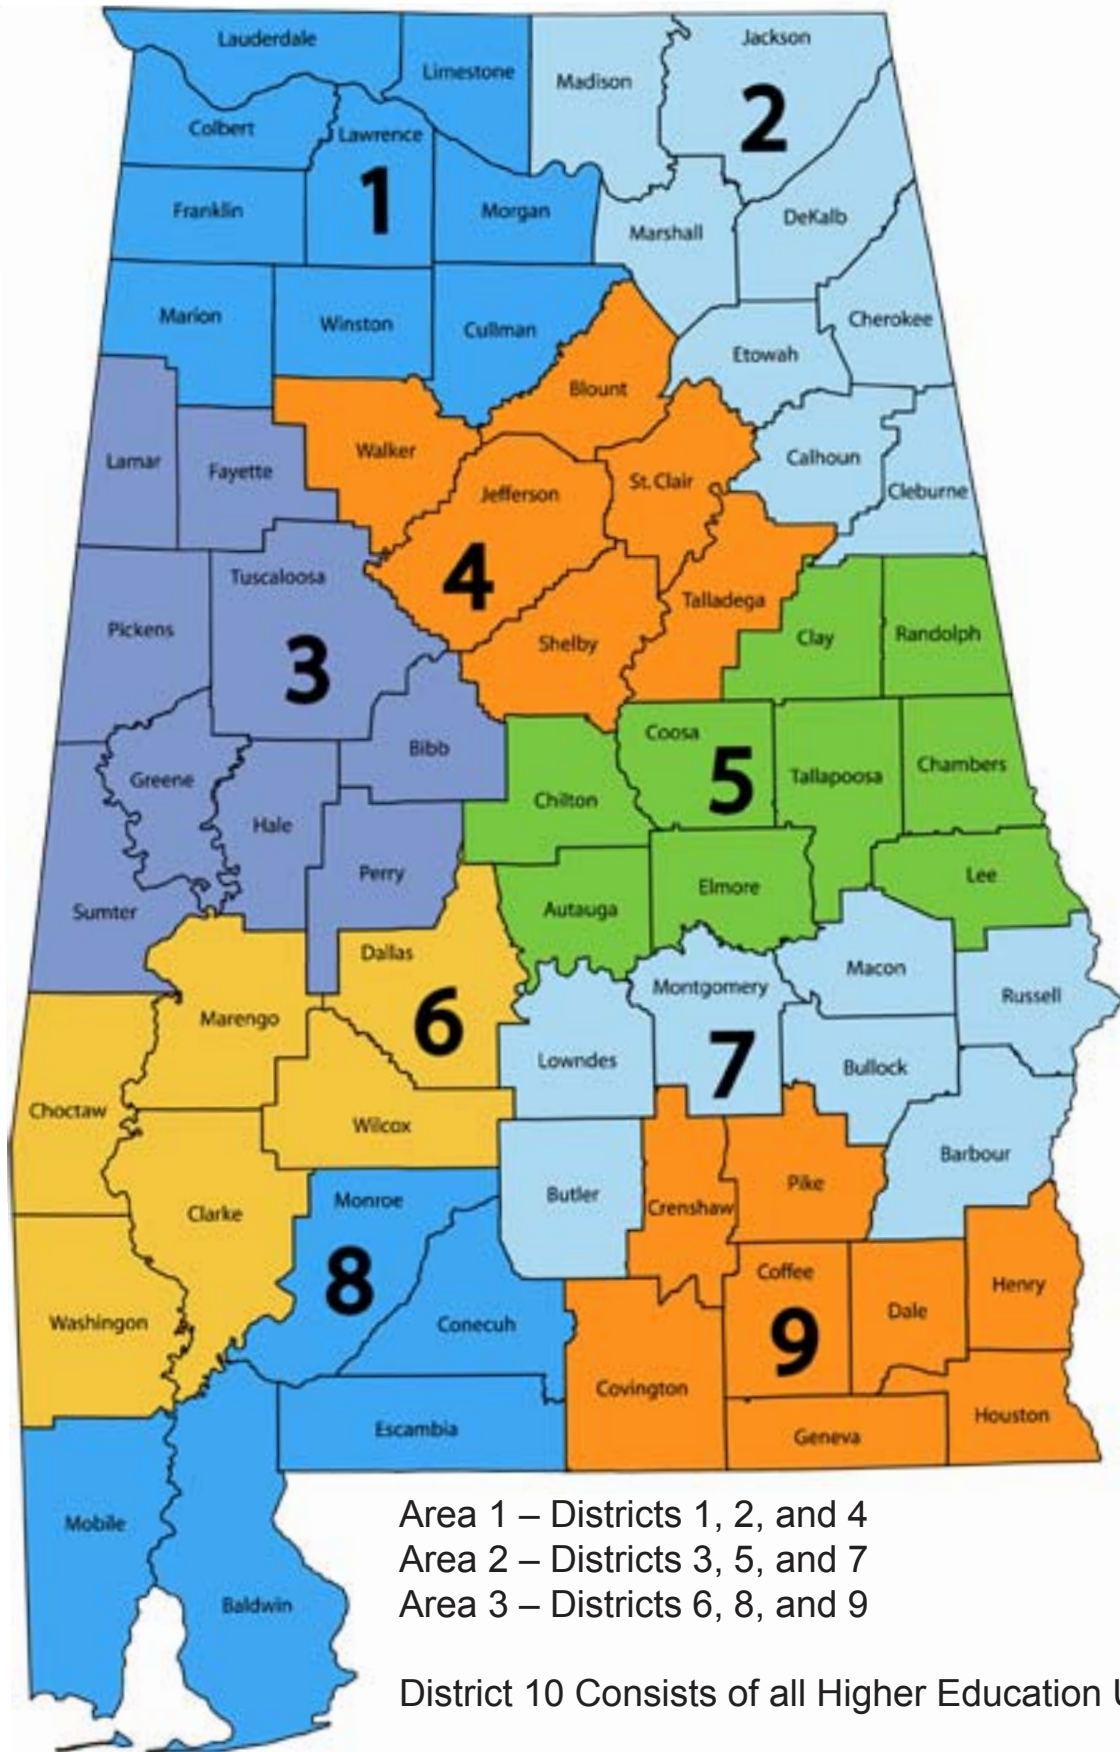 Lauderdale
Limestone
Madison
Jackson
2
Colbert
Lawrence
1
Franklin
Morgan
Marshall
DeKalb
Marion
Winston
Cullman
Cherokee
Etowah
Blount
Lamar
Fayette
Walker
Jefferson
St. Clair
Calhoun
Cleburne
4
Tuscaloosa
Talladega
Pickens
3
Shelby
Clay
Randolph
Coosa
5
Bibb
Greene
Tallapoosa
Chambers
Chilton
Hale
Perry
Elmore
Lee
Sumter
Autauga
Dallas
Macon
Montgomery
Russell
Marengo
6
Lowndes
7
Bullock
Choctaw
Wilcox
Barbour
Butler
Pike
Crenshaw
Monroe
Clarke
8
Coffee
Henry
Dale
Washingon
Conecuh
9
Covington
Houston
Escambia
Geneva
Mobile
Baldwin
Area 1 – Districts 1, 2, and 4
Area 2 – Districts 3, 5, and 7
Area 3 – Districts 6, 8, and 9
District 10 Consists of all Higher Education